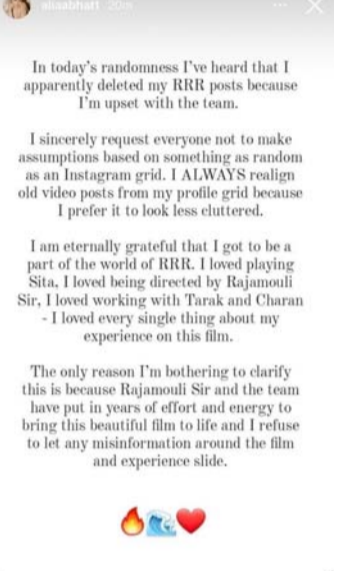 aliaabhatt 20m
In today's randomness I've heard that I
apparently deleted my RRR posts because
I'm upset with the team.
I sincerely request everyone not to make
assumptions based on something as random
as an Instagram grid. I ALWAYS realign
old video posts from my profile grid because
I prefer it to look less cluttered.
I am eternally grateful that I got to be a
part of the world of RRR. I loved playing
Sita, I loved being directed by Rajamouli
Sir, I loved working with Tarak and Charan
- I loved every single thing about my
experience on this film.
The only reason I'm bothering to clarify
this is because Rajamouli Sir and the team
have put in years of effort and energy to
bring this beautiful film to life and I refuse
to let any misinformation around the film
and experience slide.
🔥🌊❤️